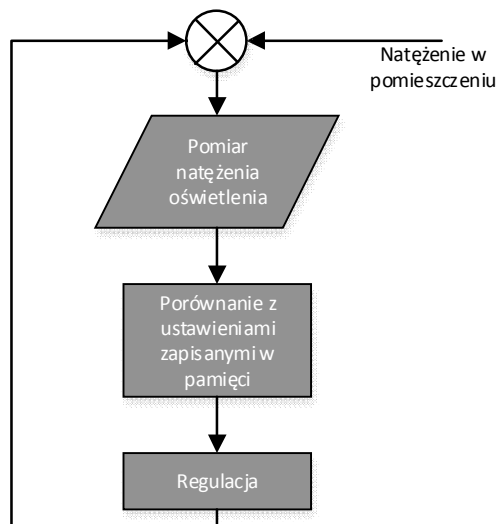 Natężenie w
pomieszczeniu
Pomiar
natężenia
oświetlenia
Porównanie z
ustawieniami
zapisanymi w
pamięci
Regulacja